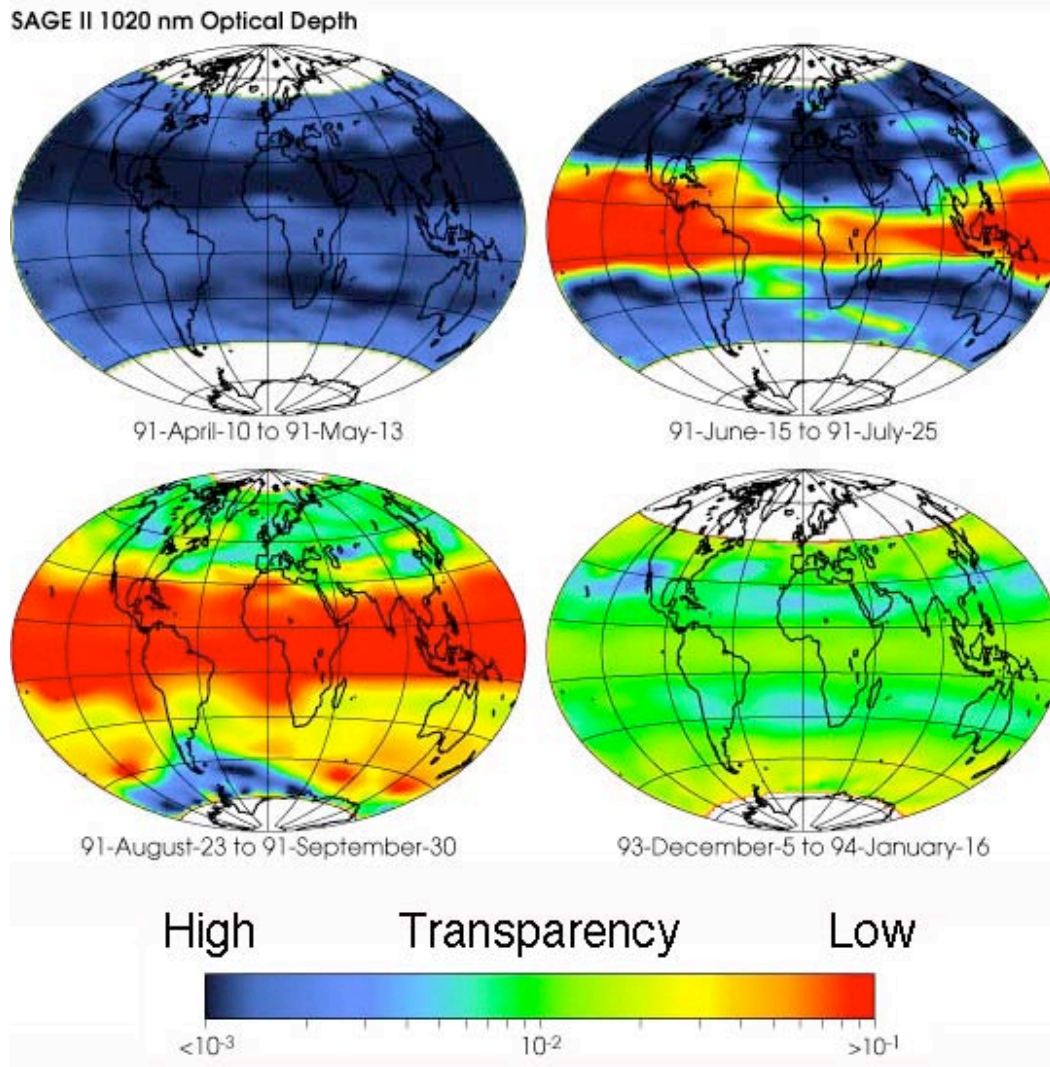 SAGE II 1020 nm Optical Depth
91-April-10 to 91-May-13
91-June-15 to 91-July-25
91-August-23 to 91-September-30
93-December-5 to 94-January-16
High Transparency Low
<10⁻³ 10⁻² >10⁻¹